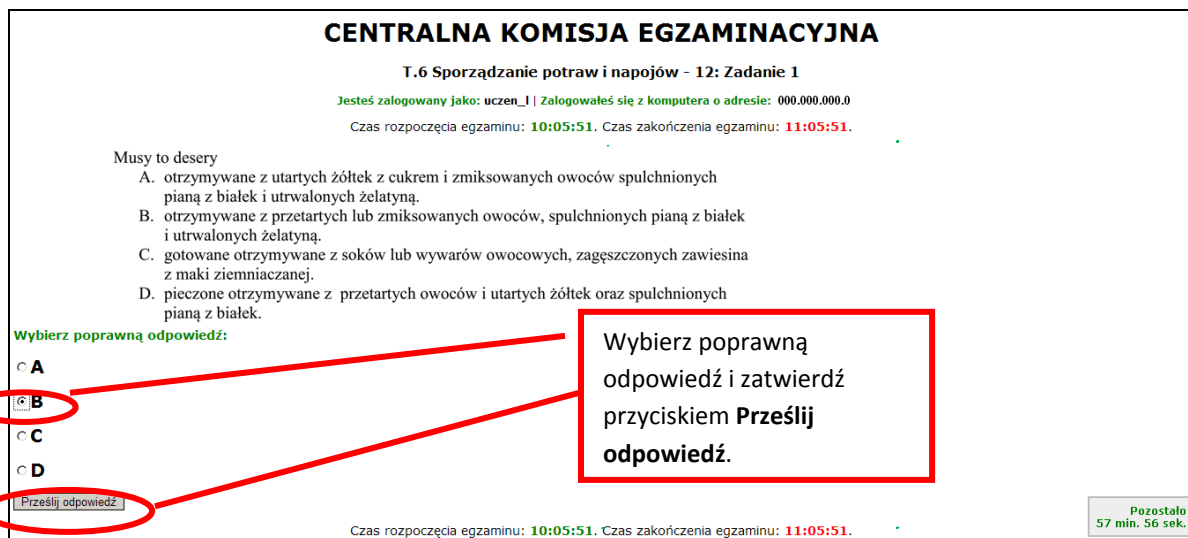 CENTRALNA KOMISJA EGZAMINACYJNA
T.6 Sporządzanie potraw i napojów - 12: Zadanie 1
Jesteś zalogowany jako: uczen_l | Zalogowałeś się z komputera o adresie: 000.000.000.0
Czas rozpoczęcia egzaminu: 10:05:51. Czas zakończenia egzaminu: 11:05:51.
Musy to desery
A. otrzymywane z utartych żółtek z cukrem i zmiksowanych owoców spulchnionych
pianą z białek i utrwalonych żelatyną.
B. otrzymywane z przetartych lub zmiksowanych owoców, spulchnionych pianą z białek
i utrwalonych żelatyną.
C. gotowane otrzymywane z soków lub wywarów owocowych, zagęszczonych zawiesina
z maki ziemniaczanej.
D. pieczone otrzymywane z przetartych owoców i utartych żółtek oraz spulchnionych
pianą z białek.
Wybierz poprawną odpowiedź:
A
B
C
D
Prześlij odpowiedź
Wybierz poprawną
odpowiedź i zatwierdź
przyciskiem Prześlij
odpowiedź.
Pozostało
57 min. 56 sek.
Czas rozpoczęcia egzaminu: 10:05:51. Czas zakończenia egzaminu: 11:05:51.